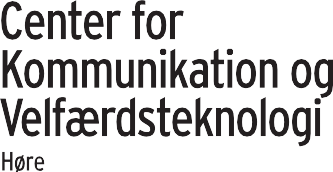 Center for
Kommunikation og
Velfærdsteknologi
Høre